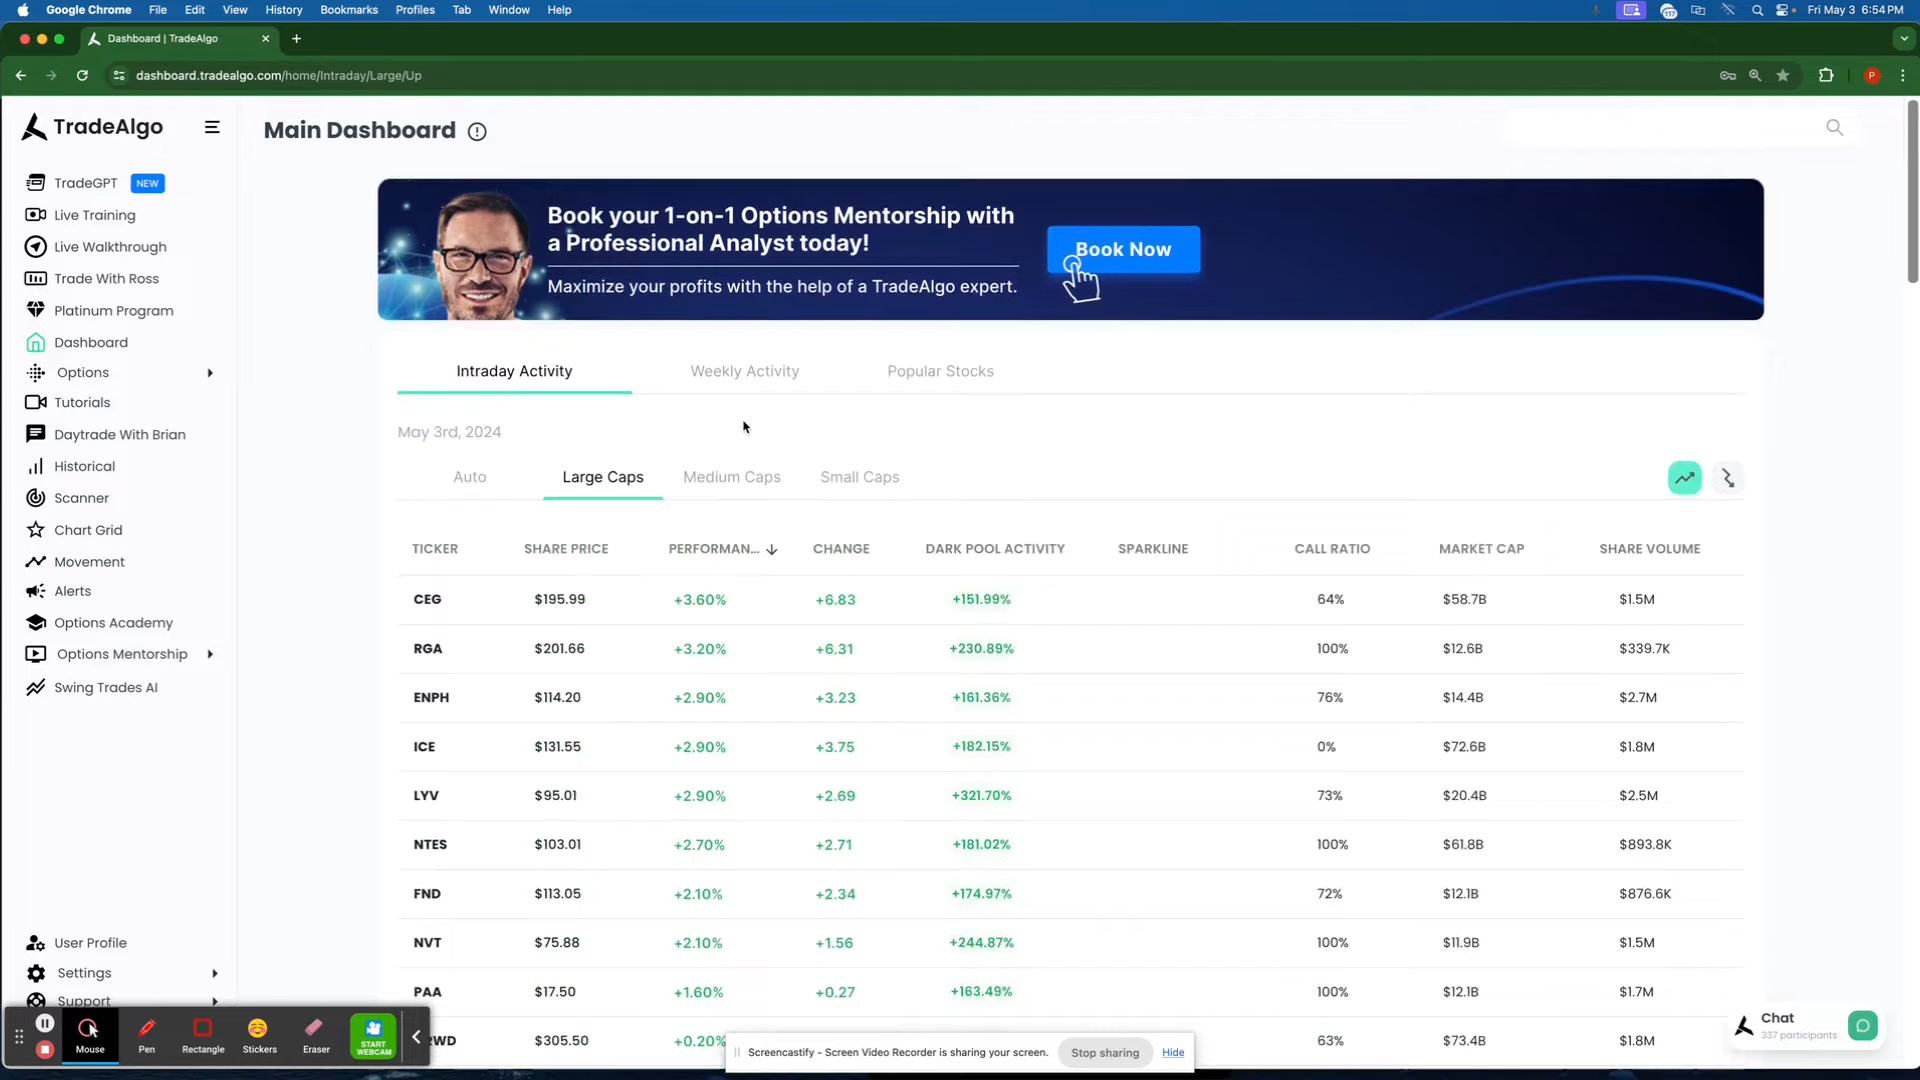 Google Chrome File Edit View History Bookmarks Profiles Tab Window Help
117
Fri May 3 6:54 PM
Dashboard | TradeAlgo
dashboard.tradealgo.com/home/Intraday/Large/Up
P
TradeAlgo
Main Dashboard
TradeGPT NEW
Live Training
Live Walkthrough
Trade With Ross
Platinum Program
Dashboard
Options
Tutorials
Daytrade With Brian
Historical
Scanner
Chart Grid
Movement
Alerts
Options Academy
Options Mentorship
Swing Trades AI
User Profile
Settings
Support
Book your 1-on-1 Options Mentorship with
a Professional Analyst today!
Maximize your profits with the help of a TradeAlgo expert.
Book Now
Intraday Activity Weekly Activity Popular Stocks
May 3rd, 2024
Auto Large Caps Medium Caps Small Caps
TICKER SHARE PRICE PERFORMAN... CHANGE DARK POOL ACTIVITY SPARKLINE CALL RATIO MARKET CAP SHARE VOLUME
CEG $195.99 +3.60% +6.83 +151.99% 64% $58.7B $1.5M
RGA $201.66 +3.20% +6.31 +230.89% 100% $12.6B $339.7K
ENPH $114.20 +2.90% +3.23 +161.36% 76% $14.4B $2.7M
ICE $131.55 +2.90% +3.75 +182.15% 0% $72.6B $1.8M
LYV $95.01 +2.90% +2.69 +321.70% 73% $20.4B $2.5M
NTES $103.01 +2.70% +2.71 +181.02% 100% $61.8B $893.8K
FND $113.05 +2.10% +2.34 +174.97% 72% $12.1B $876.6K
NVT $75.88 +2.10% +1.56 +244.87% 100% $11.9B $1.5M
PAA $17.50 +1.60% +0.27 +163.49% 100% $12.1B $1.7M
RWD $305.50 +0.20% 63% $73.4B $1.8M
Mouse Pen Rectangle Stickers Eraser START WEBCAM
Screencastify - Screen Video Recorder is sharing your screen. Stop sharing Hide
Chat
337 participants